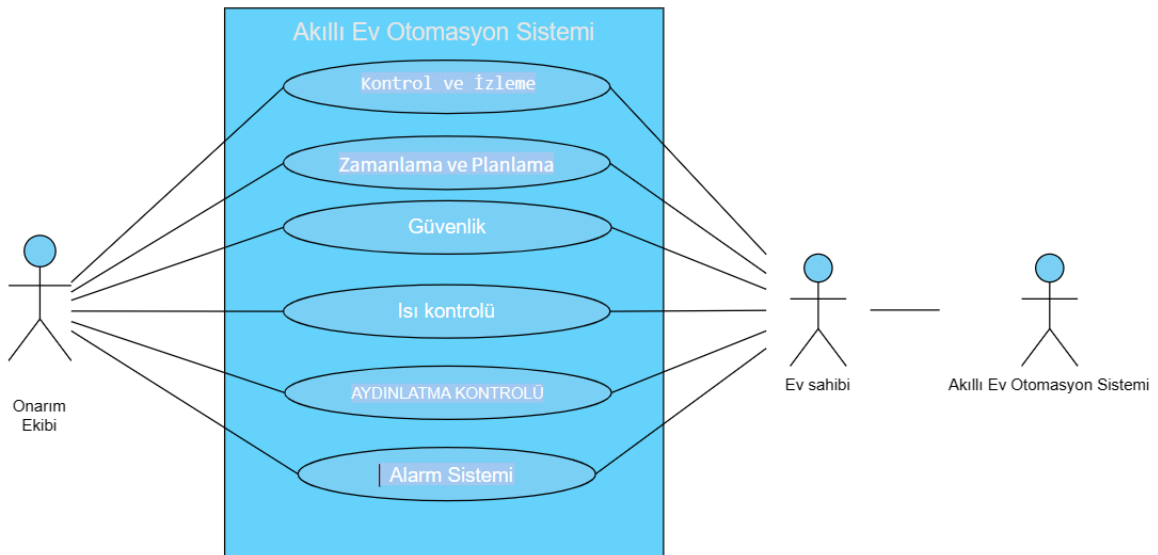 Akıllı Ev Otomasyon Sistemi
Kontrol ve İzleme
Zamanlama ve Planlama
Güvenlik
Isı kontrolü
AYDINLATMA KONTROLÜ
Alarm Sistemi
Onarım
Ekibi
Ev sahibi
Akıllı Ev Otomasyon Sistemi